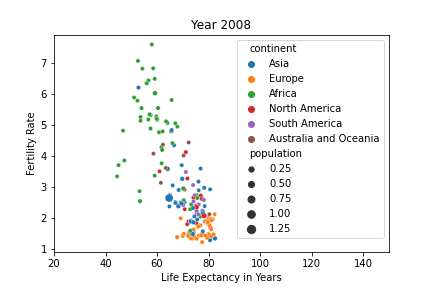 Year 2008
continent
Asia
Europe
Africa
North America
South America
Australia and Oceania
population
0.25
0.50
0.75
1.00
1.25
7
6
5
4
3
2
1
Fertility Rate
20 40 60 80 100 120 140
Life Expectancy in Years